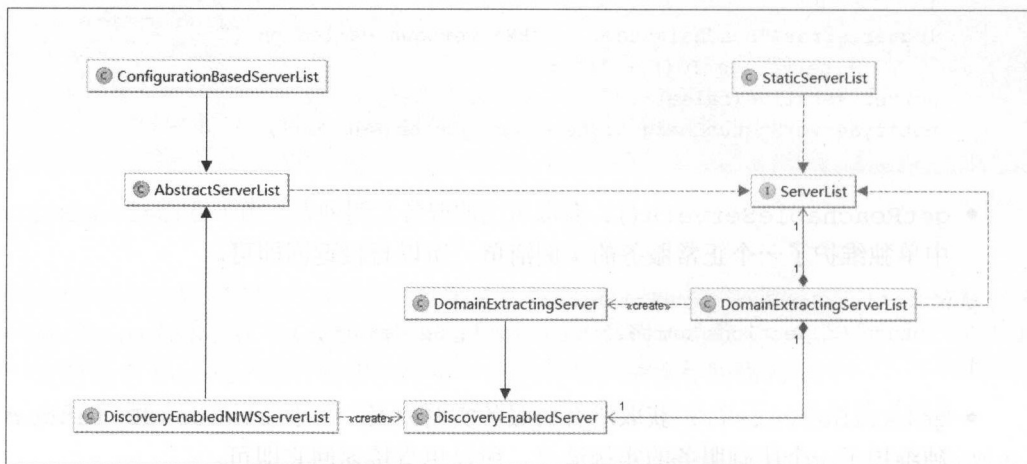 C ConfigurationBasedServerList
C StaticServerList
C AbstractServerList
I ServerList
1
1
C DomainExtractingServer
«create»
C DomainExtractingServerList
1
C DiscoveryEnabledNIWSServerList
«create»
C DiscoveryEnabledServer
1